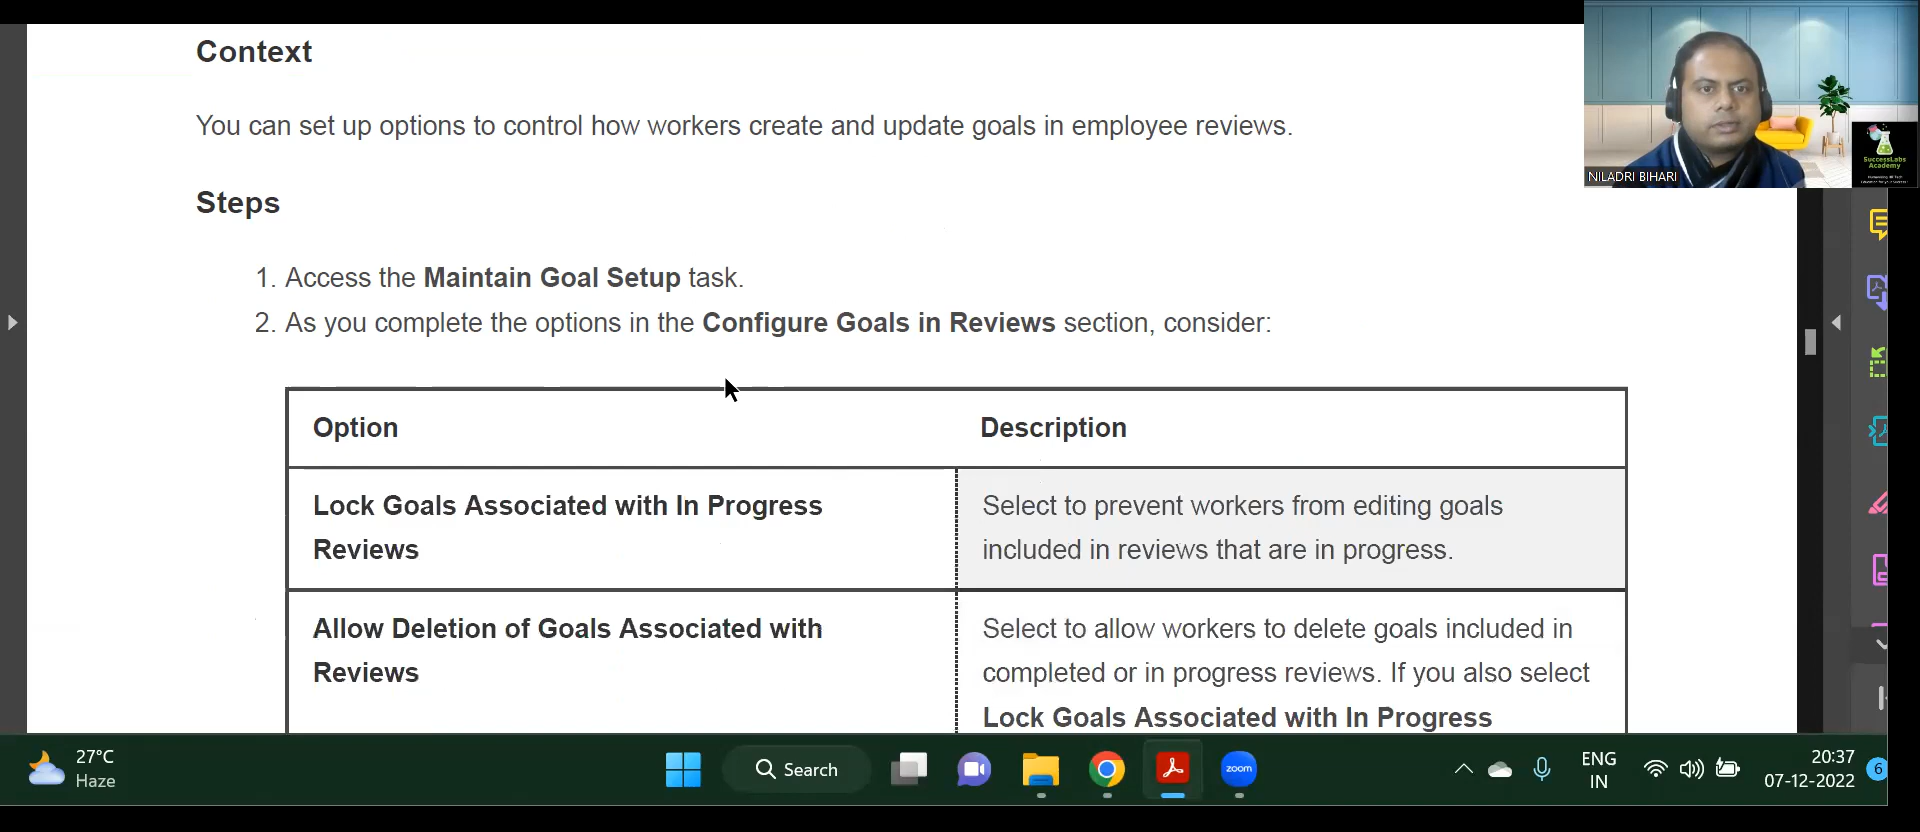 Context
You can set up options to control how workers create and update goals in employee reviews.
NILADRI BIHARI
SuccessLabs
Academy
Steps
1. Access the Maintain Goal Setup task.
2. As you complete the options in the Configure Goals in Reviews section, consider:
Option
Description
Lock Goals Associated with In Progress
Reviews
Select to prevent workers from editing goals
included in reviews that are in progress.
Allow Deletion of Goals Associated with
Reviews
Select to allow workers to delete goals included in
completed or in progress reviews. If you also select
Lock Goals Associated with In Progress
27°C
Haze
Search
zoom
ENG
IN
20:37
07-12-2022
6